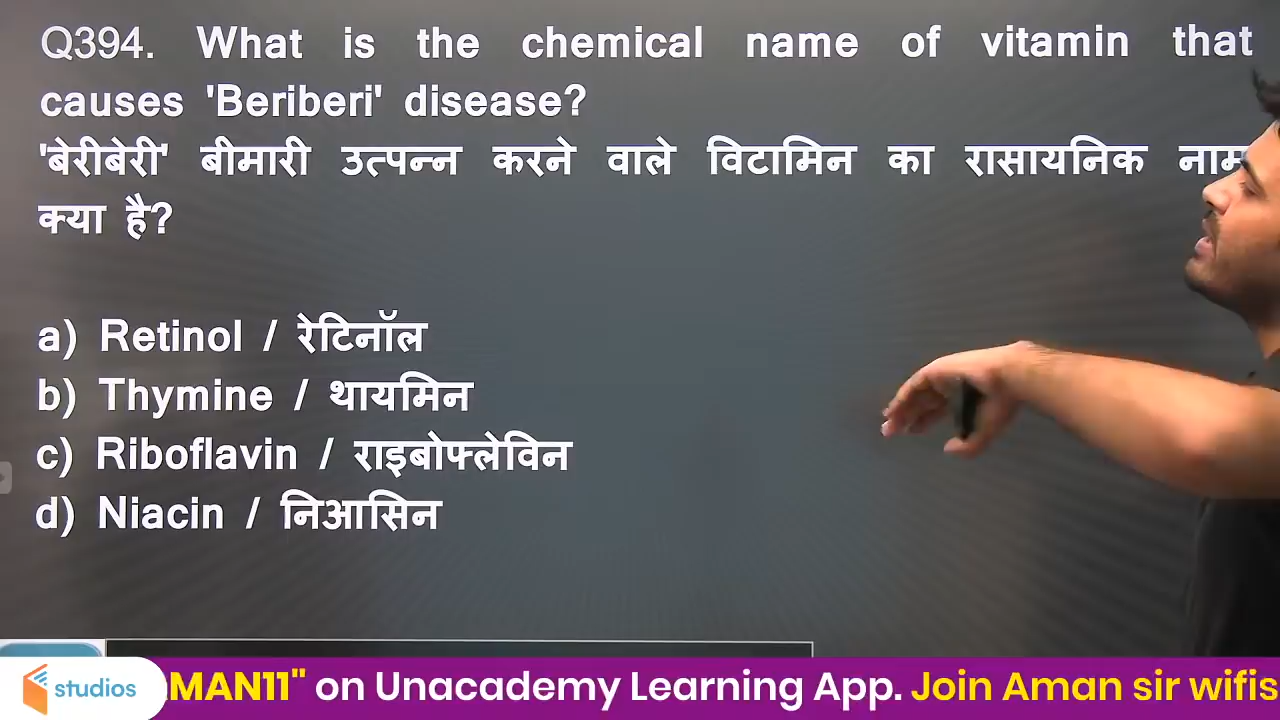 Q394. What is the chemical name of vitamin that
causes 'Beriberi' disease?
'बेरीबेरी' बीमारी उत्पन्न करने वाले विटामिन का रासायनिक नाम
क्या है?
a) Retinol / रेटिनॉल
b) Thymine / थायमिन
c) Riboflavin / राइबोफ्लेविन
d) Niacin / निआसिन
studios
MAN11" on Unacademy Learning App. Join Aman sir wifis